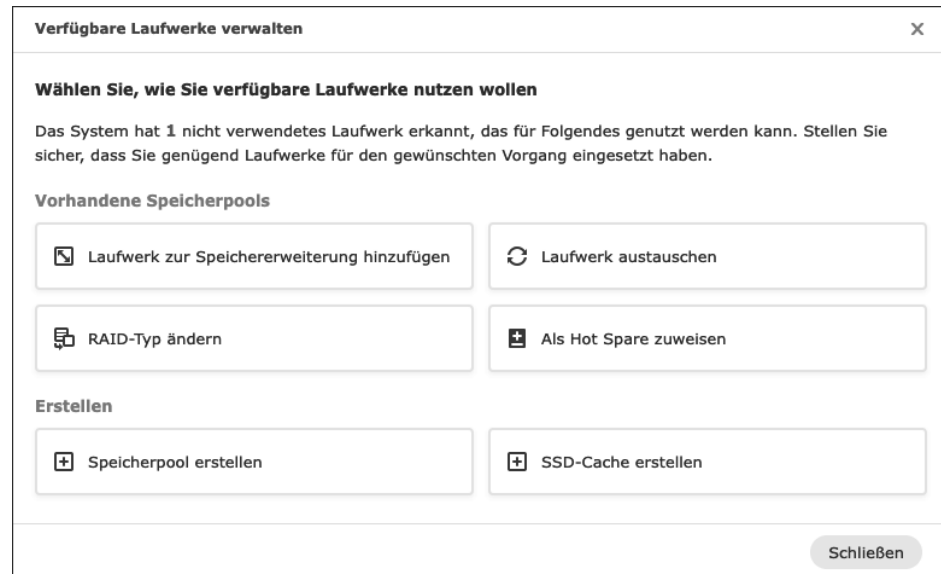 Verfügbare Laufwerke verwalten
Wählen Sie, wie Sie verfügbare Laufwerke nutzen wollen
Das System hat 1 nicht verwendetes Laufwerk erkannt, das für Folgendes genutzt werden kann. Stellen Sie
sicher, dass Sie genügend Laufwerke für den gewünschten Vorgang eingesetzt haben.
Vorhandene Speicherpools
Laufwerk zur Speichererweiterung hinzufügen
Laufwerk austauschen
RAID-Typ ändern
Als Hot Spare zuweisen
Erstellen
Speicherpool erstellen
SSD-Cache erstellen
Schließen